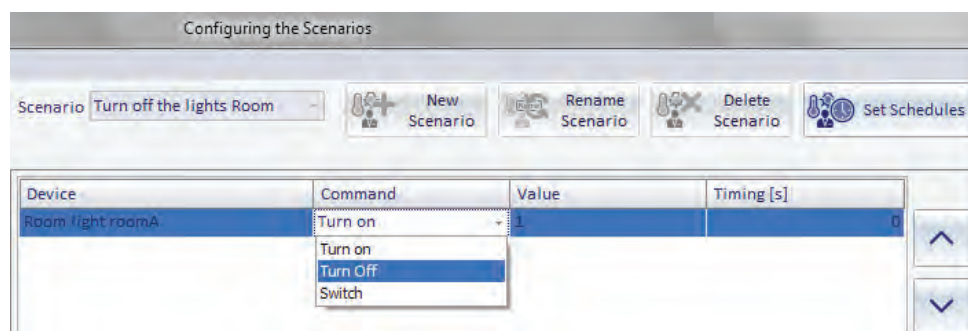 Configuring the Scenarios
Scenario Turn off the lights Room
New
Scenario
Rename
Scenario
Delete
Scenario
Set Schedules
Device Command Value Timing [s]
Room light roomA Turn on 1 0
Turn on
Turn Off
Switch